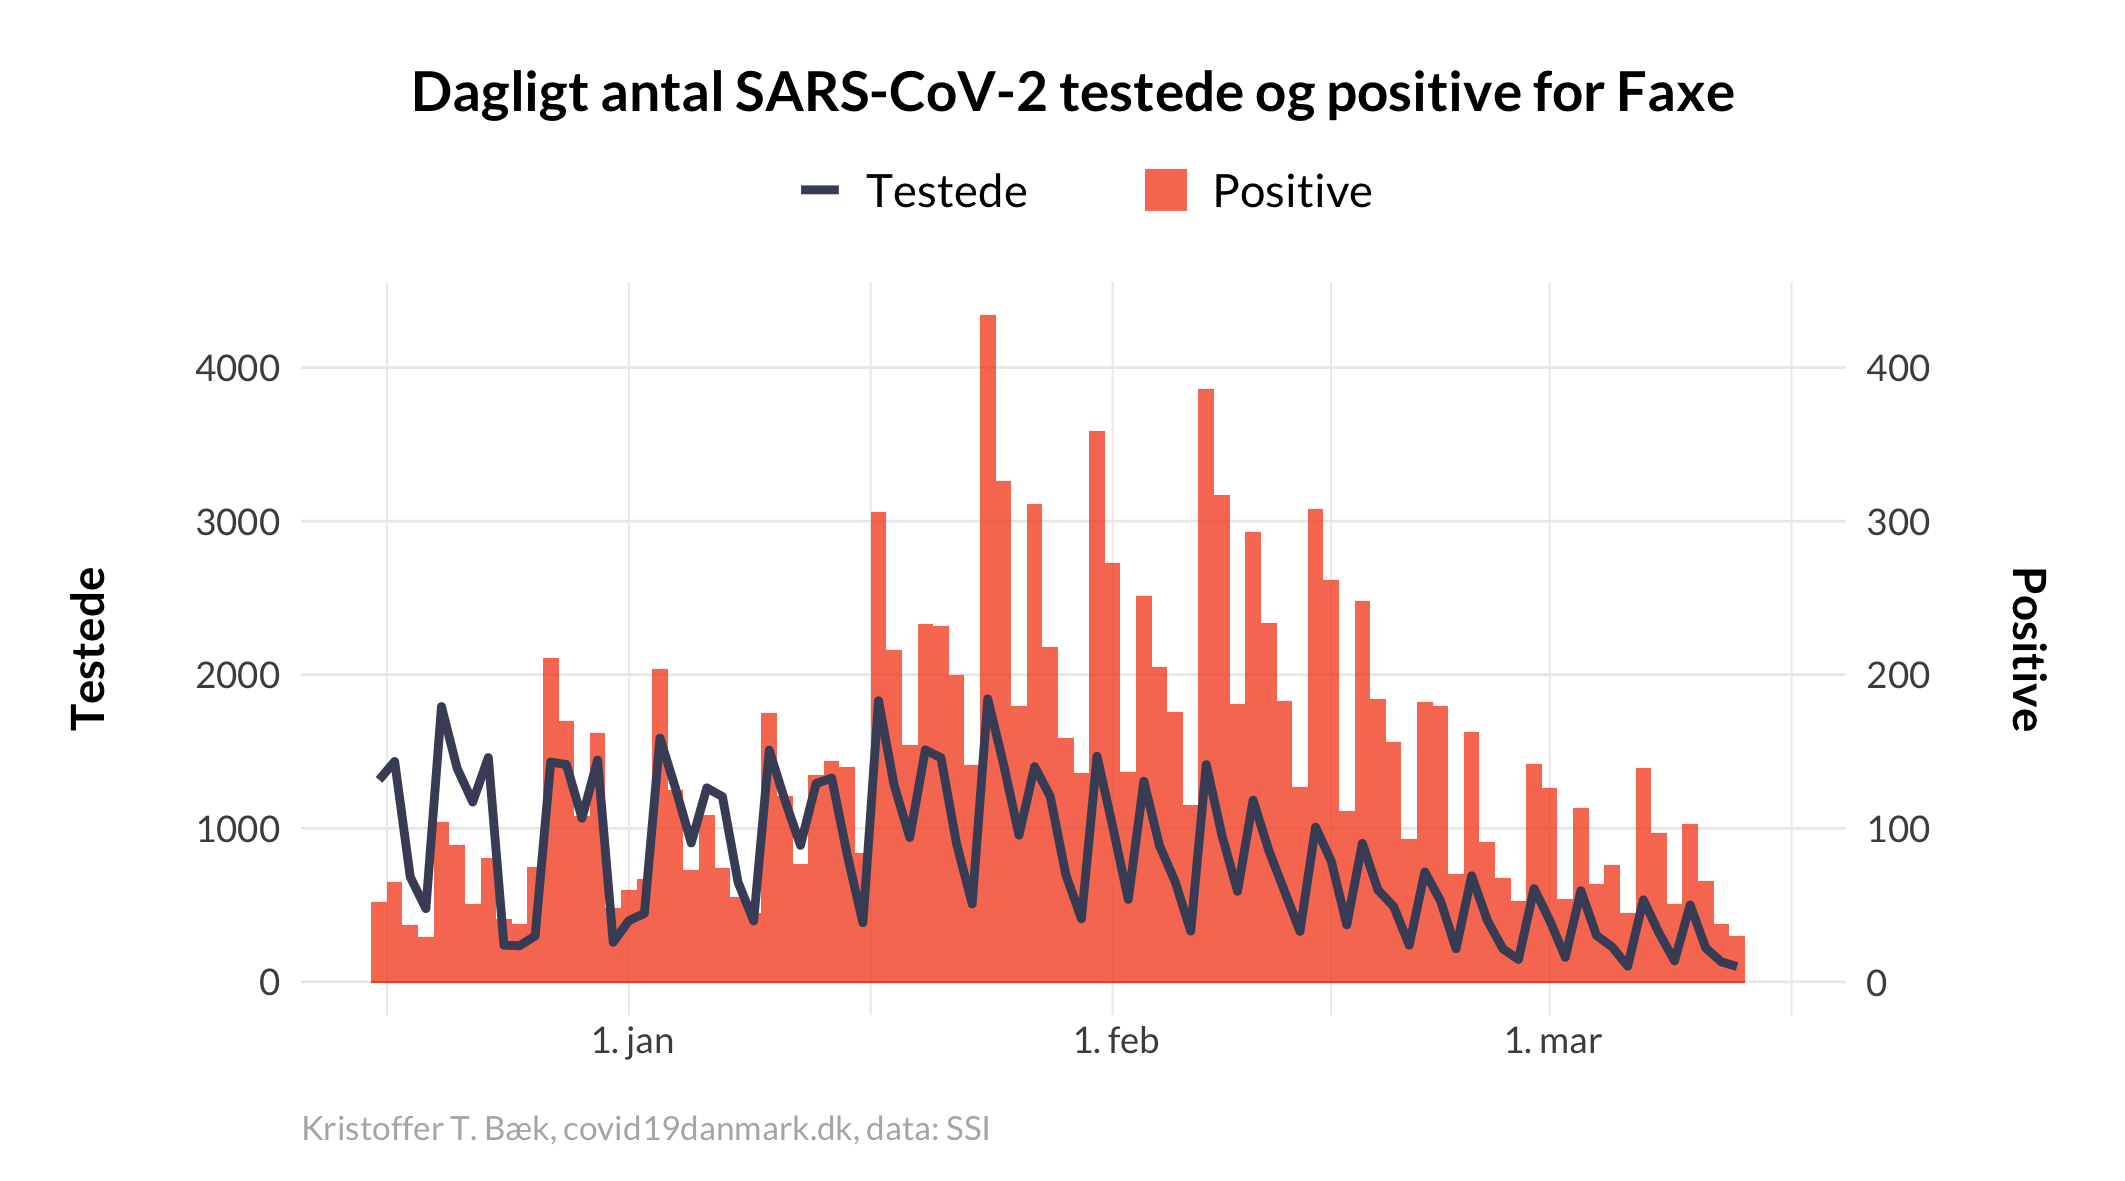 Dagligt antal SARS-CoV-2 testede og positive for Faxe
Testede Positive
4000 400
3000 300
2000 200
1000 100
0 0
Testede
Positive
1. jan 1. feb 1. mar
Kristoffer T. Bæk, covid19danmark.dk, data: SSI